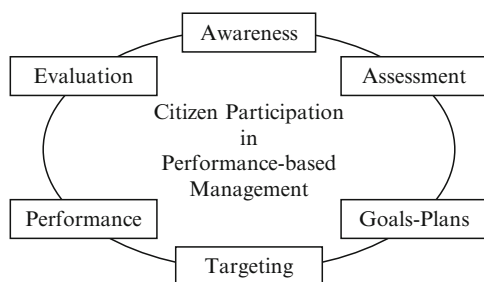 Awareness
Evaluation
Assessment
Citizen Participation
in
Performance-based
Management
Performance
Goals-Plans
Targeting